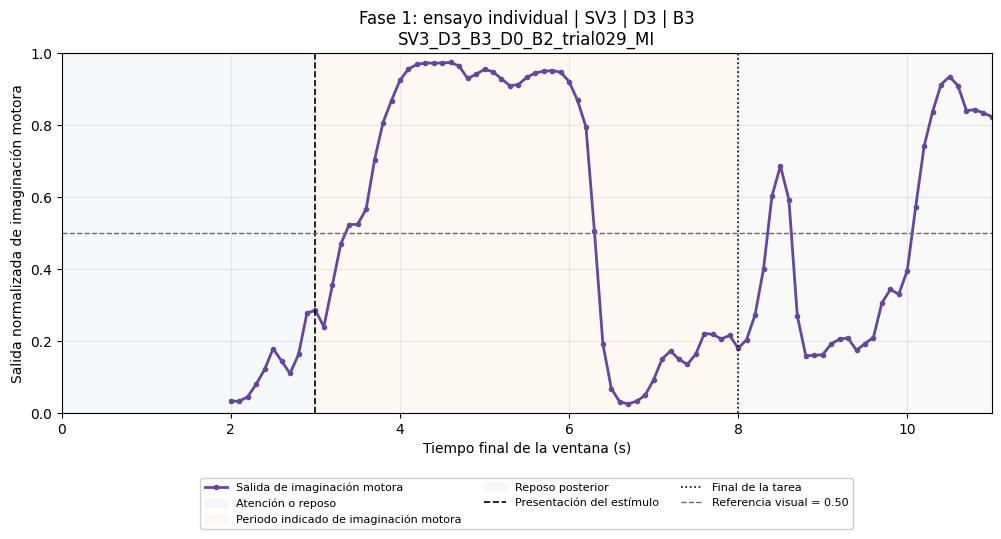 Fase 1: ensayo individual | SV3 | D3 | B3
SV3_D3_B3_D0_B2_trial029_MI
Salida normalizada de imaginación motora
1.0
0.8
0.6
0.4
0.2
0.0
0
2
4
6
8
10
Tiempo final de la ventana (s)
Salida de imaginación motora
Atención o reposo
Periodo indicado de imaginación motora
Reposo posterior
Presentación del estímulo
Final de la tarea
Referencia visual = 0.50